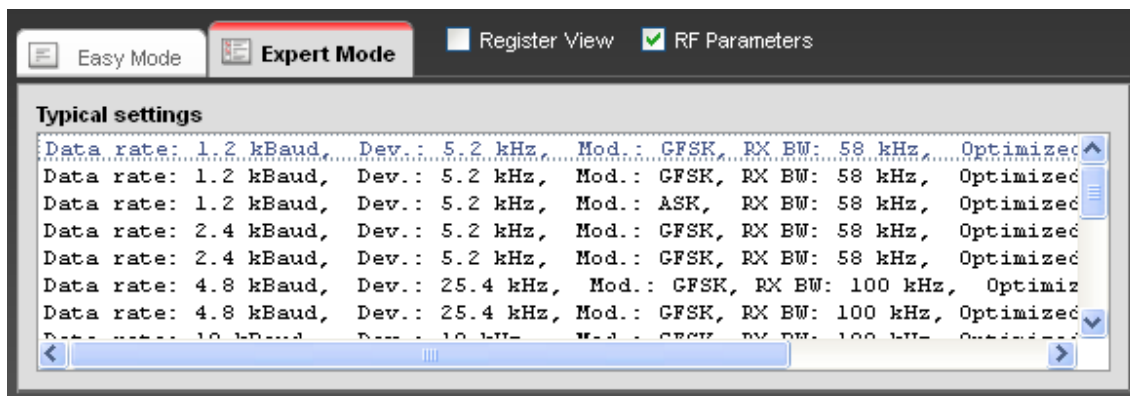 Easy Mode Expert Mode Register View RF Parameters
Typical settings
Data rate: 1.2 kBaud, Dev.: 5.2 kHz, Mod.: GFSK, RX BW: 58 kHz, Optimized
Data rate: 1.2 kBaud, Dev.: 5.2 kHz, Mod.: GFSK, RX BW: 58 kHz, Optimized
Data rate: 1.2 kBaud, Dev.: 5.2 kHz, Mod.: ASK, RX BW: 58 kHz, Optimized
Data rate: 2.4 kBaud, Dev.: 5.2 kHz, Mod.: GFSK, RX BW: 58 kHz, Optimized
Data rate: 2.4 kBaud, Dev.: 5.2 kHz, Mod.: GFSK, RX BW: 58 kHz, Optimized
Data rate: 4.8 kBaud, Dev.: 25.4 kHz, Mod.: GFSK, RX BW: 100 kHz, Optimiz
Data rate: 4.8 kBaud, Dev.: 25.4 kHz, Mod.: GFSK, RX BW: 100 kHz, Optimized